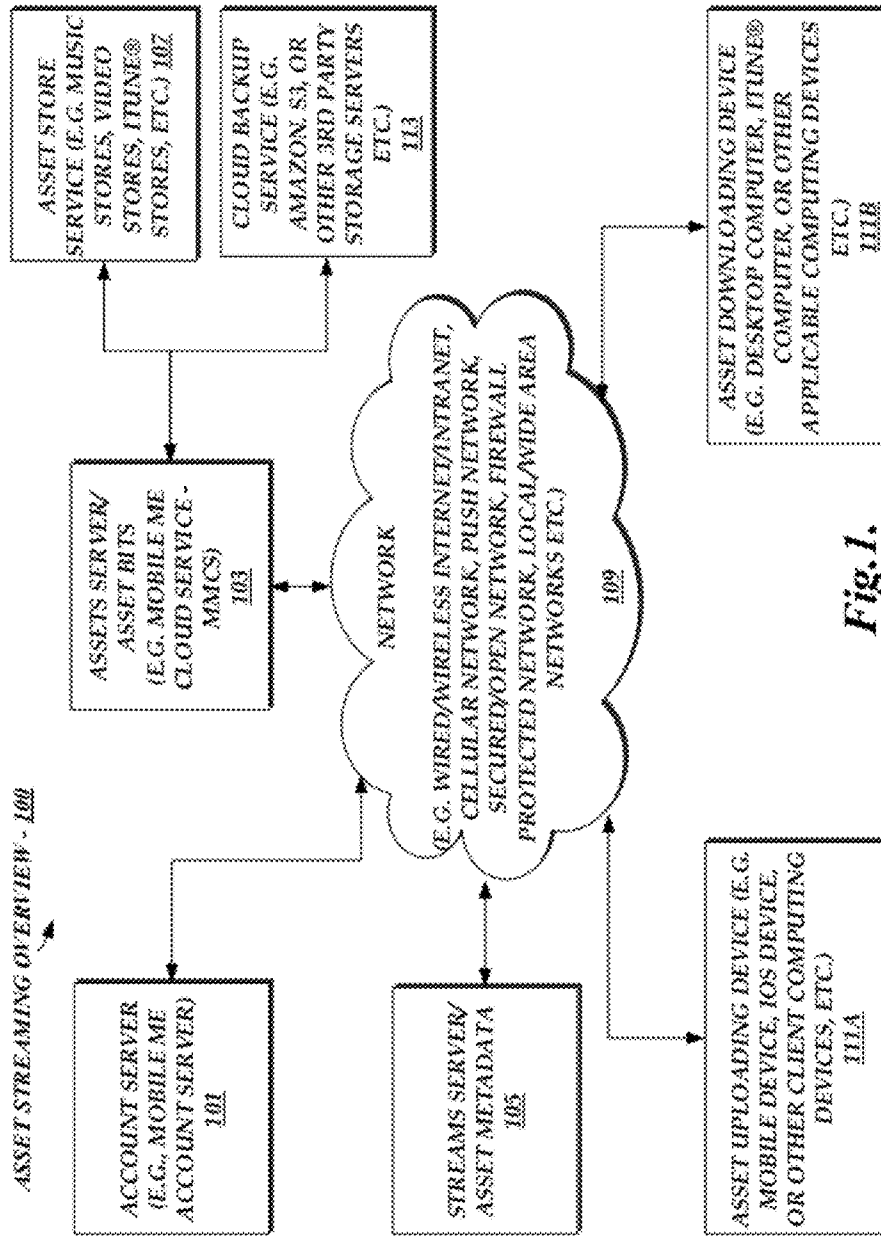 ASSET STREAMING OVERVIEW - 100
ACCOUNT SERVER
(E.G., MOBILE ME
ACCOUNT SERVER)
101
ASSETS SERVER/
ASSET BITS
(E.G. MOBILE ME
CLOUD SERVICE -
MMCS)
103
ASSET STORE
SERVICE (E.G. MUSIC
STORES, VIDEO
STORES, ITUNE®
STORES, ETC.) 107
CLOUD BACKUP
SERVICE (E.G.
AMAZON, S3, OR
OTHER 3RD PARTY
STORAGE SERVERS
ETC.)
113
STREAMS SERVER/
ASSET METADATA
105
NETWORK
(E.G. WIRED/WIRELESS INTERNET/INTRANET,
CELLULAR NETWORK, PUSH NETWORK,
SECURED/OPEN NETWORK, FIREWALL
PROTECTED NETWORK, LOCAL/WIDE AREA
NETWORKS ETC.)
109
ASSET UPLOADING DEVICE (E.G.
MOBILE DEVICE, IOS DEVICE,
OR OTHER CLIENT COMPUTING
DEVICES, ETC.)
111A
ASSET DOWNLOADING DEVICE
(E.G. DESKTOP COMPUTER, ITUNE®
COMPUTER, OR OTHER
APPLICABLE COMPUTING DEVICES
ETC.)
111B
Fig.1.